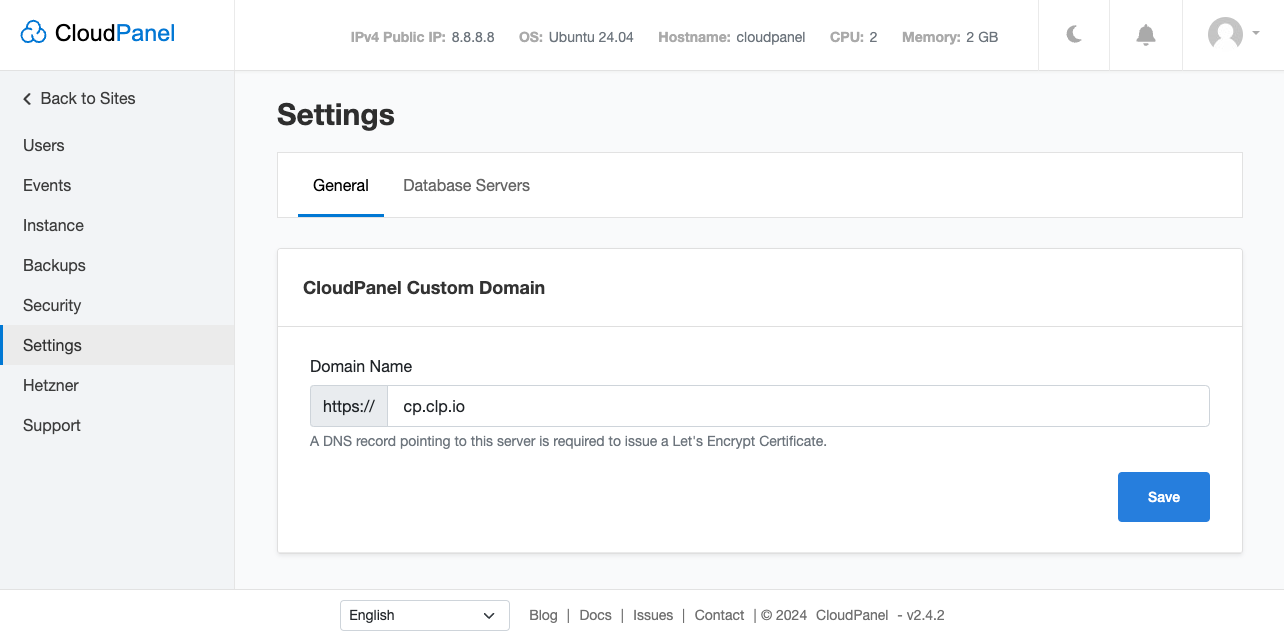 CloudPanel
IPv4 Public IP: 8.8.8.8 OS: Ubuntu 24.04 Hostname: cloudpanel CPU: 2 Memory: 2 GB
Back to Sites
Users
Events
Instance
Backups
Security
Settings
Hetzner
Support
Settings
General Database Servers
CloudPanel Custom Domain
Domain Name
https:// cp.clp.io
A DNS record pointing to this server is required to issue a Let's Encrypt Certificate.
Save
English Blog | Docs | Issues | Contact | © 2024 CloudPanel - v2.4.2